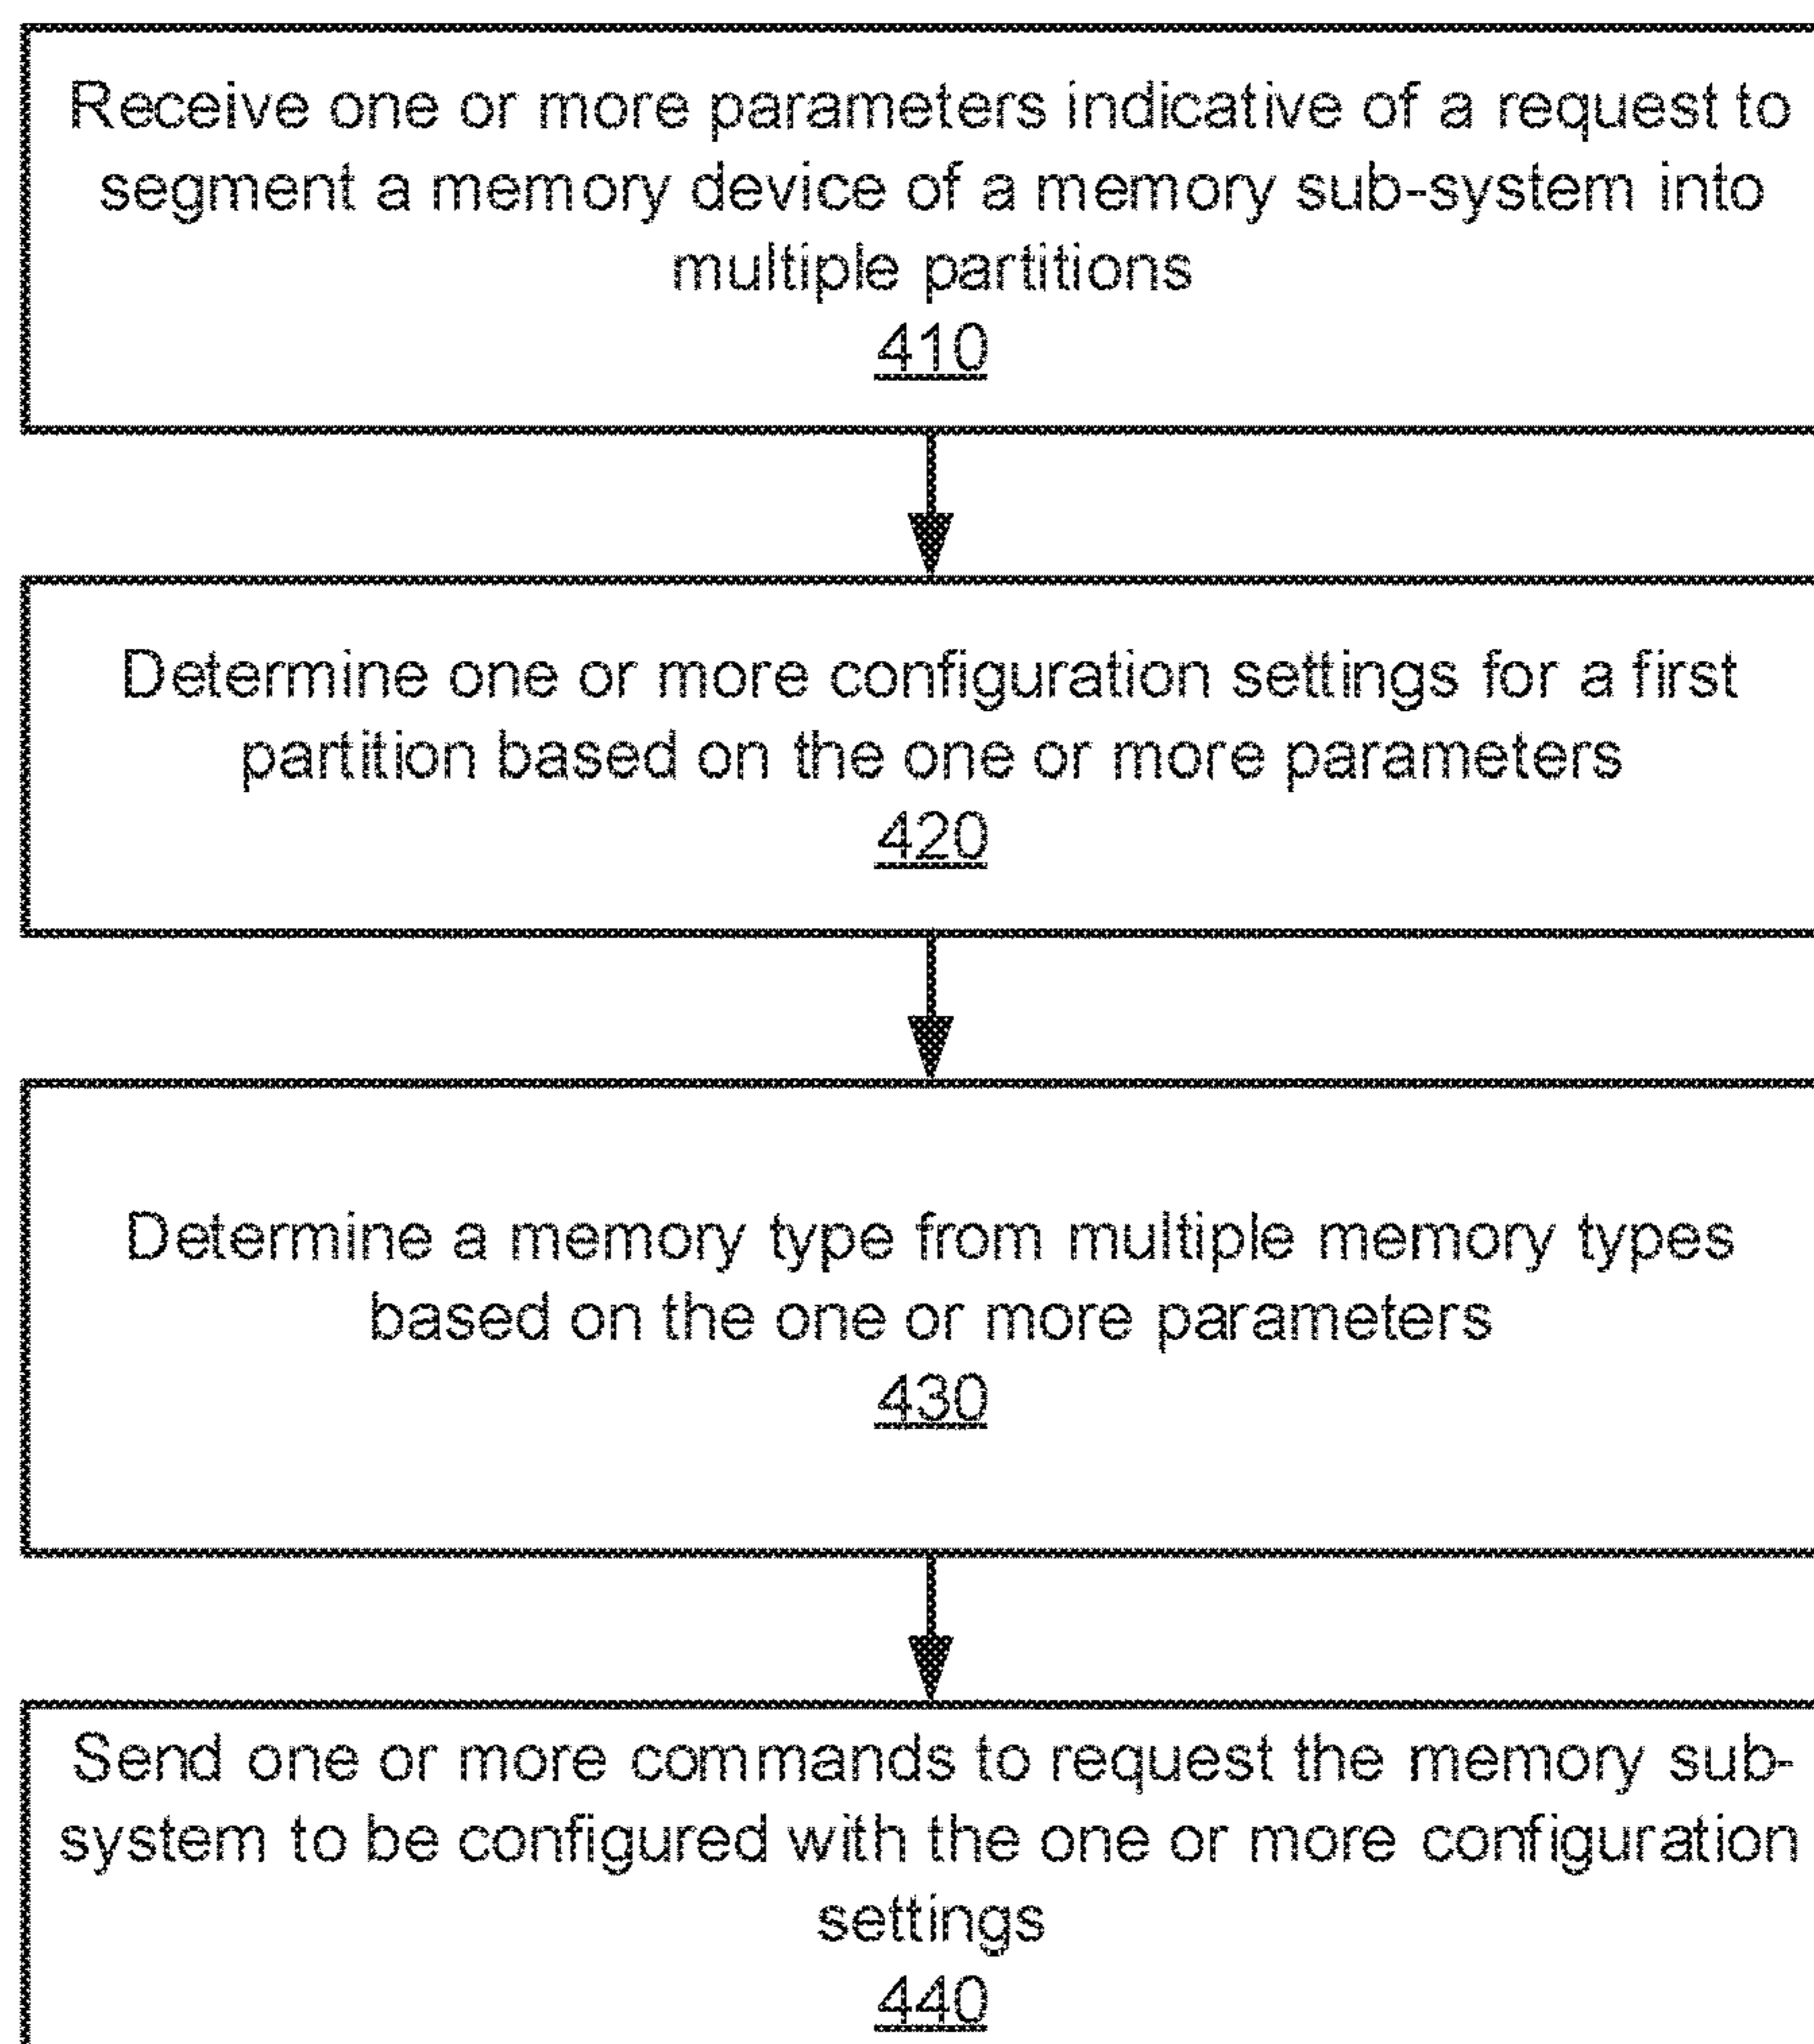 Receive one or more parameters indicative of a request to
segment a memory device of a memory sub-system into
multiple partitions
410
Determine one or more configuration settings for a first
partition based on the one or more parameters
420
Determine a memory type from multiple memory types
based on the one or more parameters
430
Send one or more commands to request the memory sub-
system to be configured with the one or more configuration
settings
440